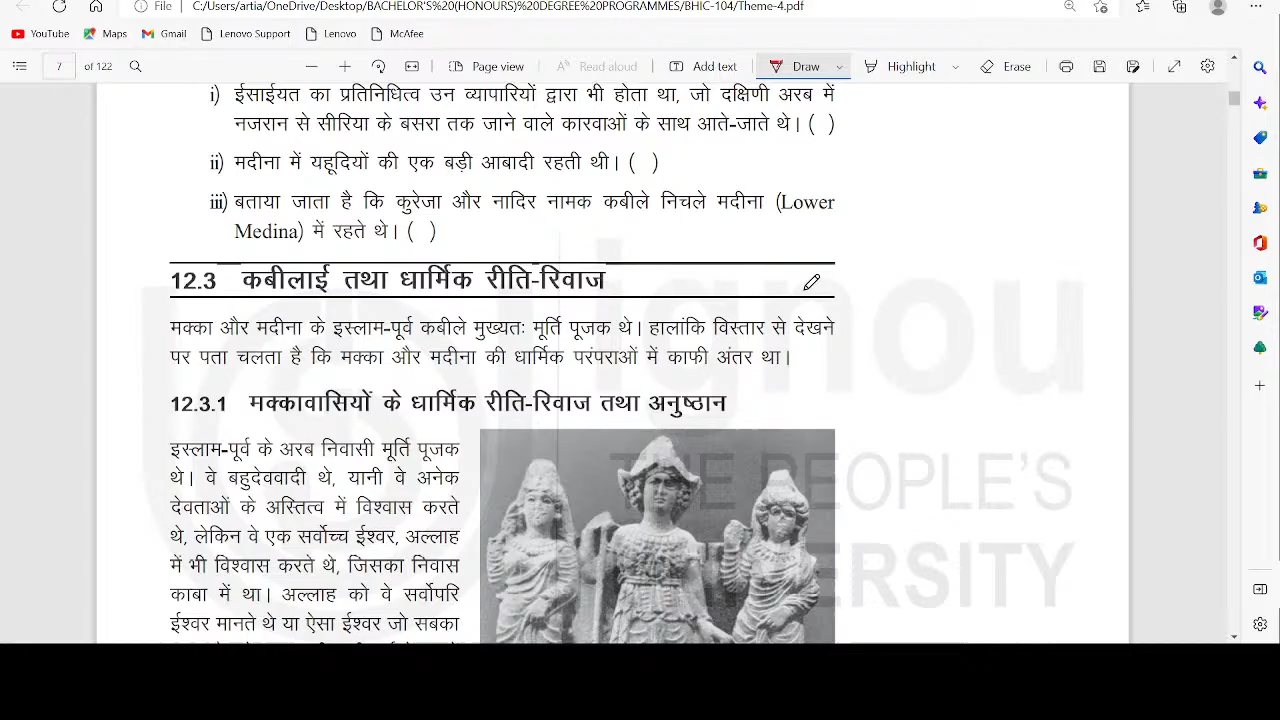 File
C:/Users/artia/OneDrive/Desktop/BACHELOR'S%20(HONOURS)%20DEGREE%20PROGRAMMES/BHIC-104/Theme-4.pdf
YouTube Maps Gmail Lenovo Support Lenovo McAfee
7 of 122 Page view Read aloud Add text Draw Highlight Erase
i) ईसाईयत का प्रतिनिधित्व उन व्यापारियों द्वारा भी होता था, जो दक्षिणी अरब में
नजरान से सीरिया के बसरा तक जाने वाले कारवाओं के साथ आते-जाते थे। ( )
ii) मदीना में यहूदियों की एक बड़ी आबादी रहती थी। ( )
iii) बताया जाता है कि कुरेजा और नादिर नामक कबीले निचले मदीना (Lower
Medina) में रहते थे। ( )
12.3 कबीलाई तथा धार्मिक रीति-रिवाज
मक्का और मदीना के इस्लाम-पूर्व कबीले मुख्यतः मूर्ति पूजक थे। हालांकि विस्तार से देखने
पर पता चलता है कि मक्का और मदीना की धार्मिक परंपराओं में काफी अंतर था।
12.3.1 मक्कावासियों के धार्मिक रीति-रिवाज तथा अनुष्ठान
इस्लाम-पूर्व के अरब निवासी मूर्ति पूजक
थे। वे बहुदेववादी थे, यानी वे अनेक
देवताओं के अस्तित्व में विश्वास करते
थे, लेकिन वे एक सर्वोच्च ईश्वर, अल्लाह
में भी विश्वास करते थे, जिसका निवास
काबा में था। अल्लाह को वे सर्वोपरि
ईश्वर मानते थे या ऐसा ईश्वर जो सबका
ignou
THE PEOPLE'S
UNIVERSITY